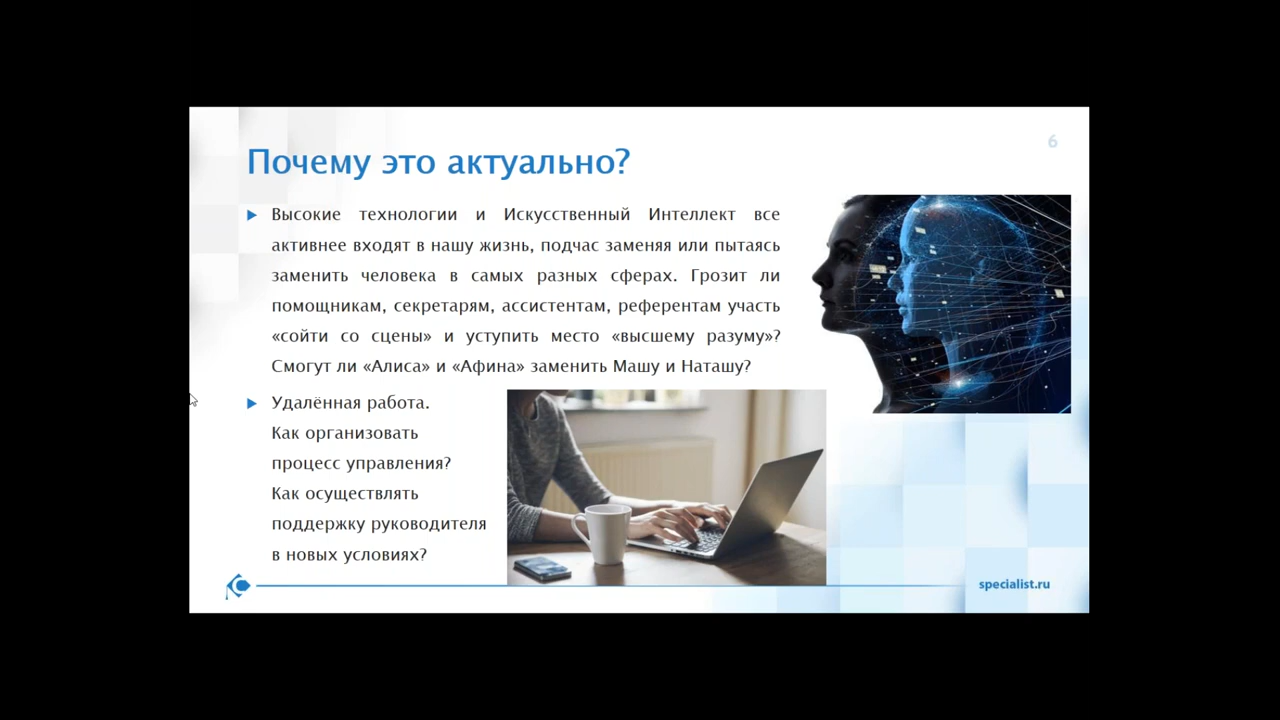 6
Почему это актуально?
Высокие технологии и Искусственный Интеллект все
активнее входят в нашу жизнь, подчас заменяя или пытаясь
заменить человека в самых разных сферах. Грозит ли
помощникам, секретарям, ассистентам, референтам участь
«сойти со сцены» и уступить место «высшему разуму»?
Смогут ли «Алиса» и «Афина» заменить Машу и Наташу?
Удалённая работа.
Как организовать
процесс управления?
Как осуществлять
поддержку руководителя
в новых условиях?
specialist.ru